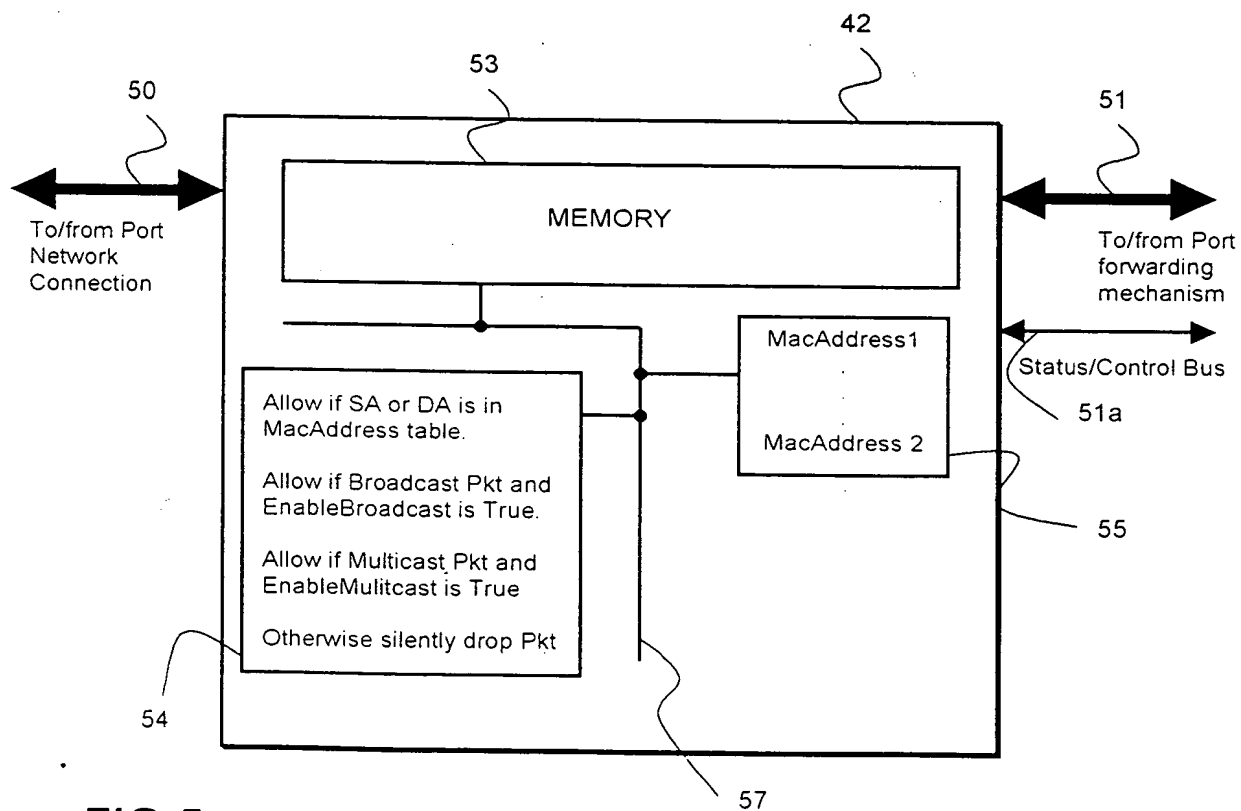 42
53
50
51
MEMORY
To/from Port
Network
Connection
To/from Port
forwarding
mechanism
MacAddress1
MacAddress 2
Status/Control Bus
51a
Allow if SA or DA is in
MacAddress table.
Allow if Broadcast Pkt and
EnableBroadcast is True.
Allow if Multicast Pkt and
EnableMulitcast is True
Otherwise silently drop Pkt
55
54
57